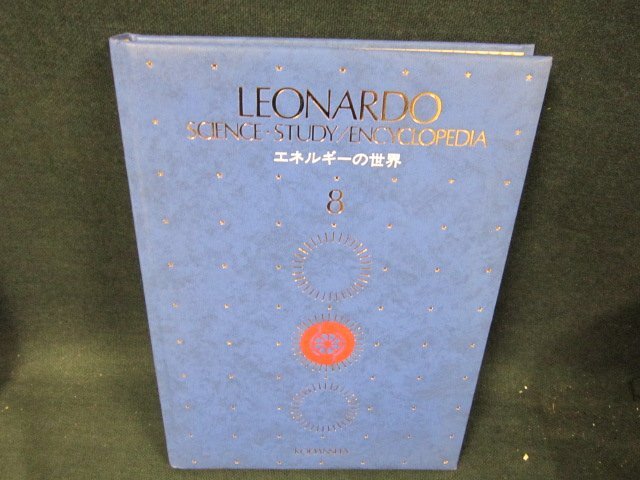 LEONARDO
SCIENCE・STUDY/ENCYCLOPEDIA
エネルギーの世界
8
KODANSHA